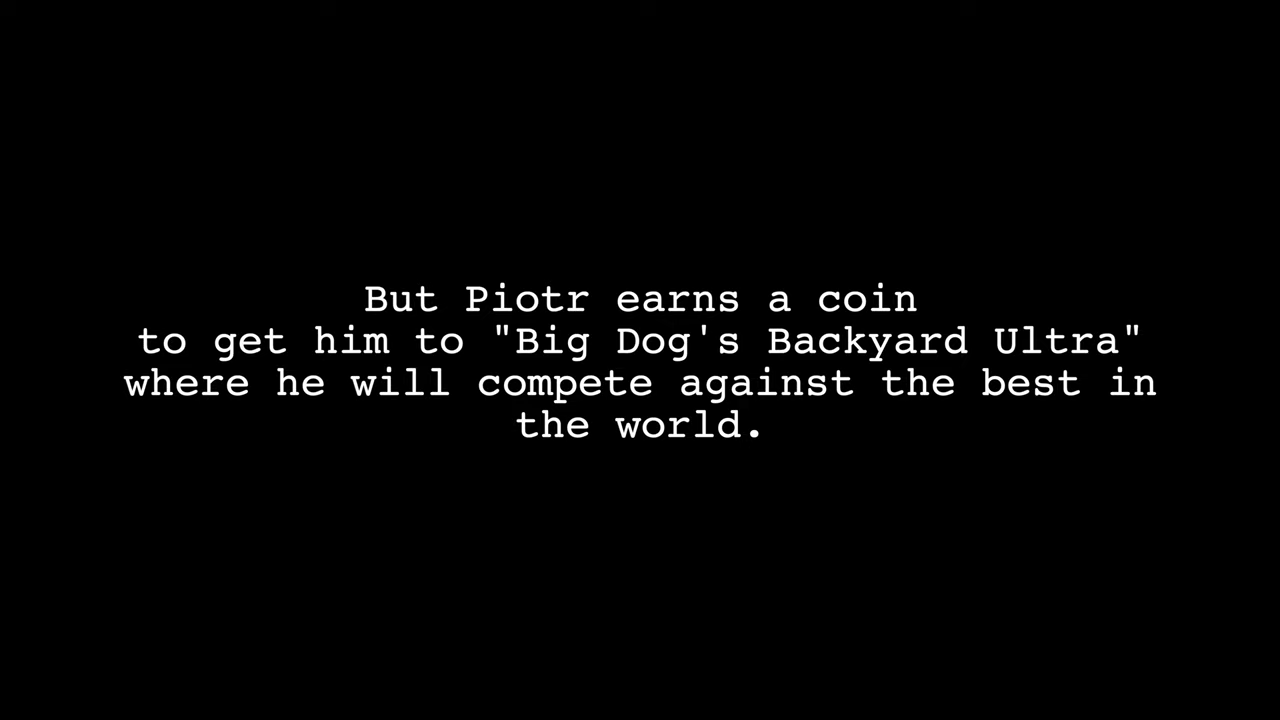 But Piotr earns a coin
to get him to "Big Dog's Backyard Ultra"
where he will compete against the best in
the world.